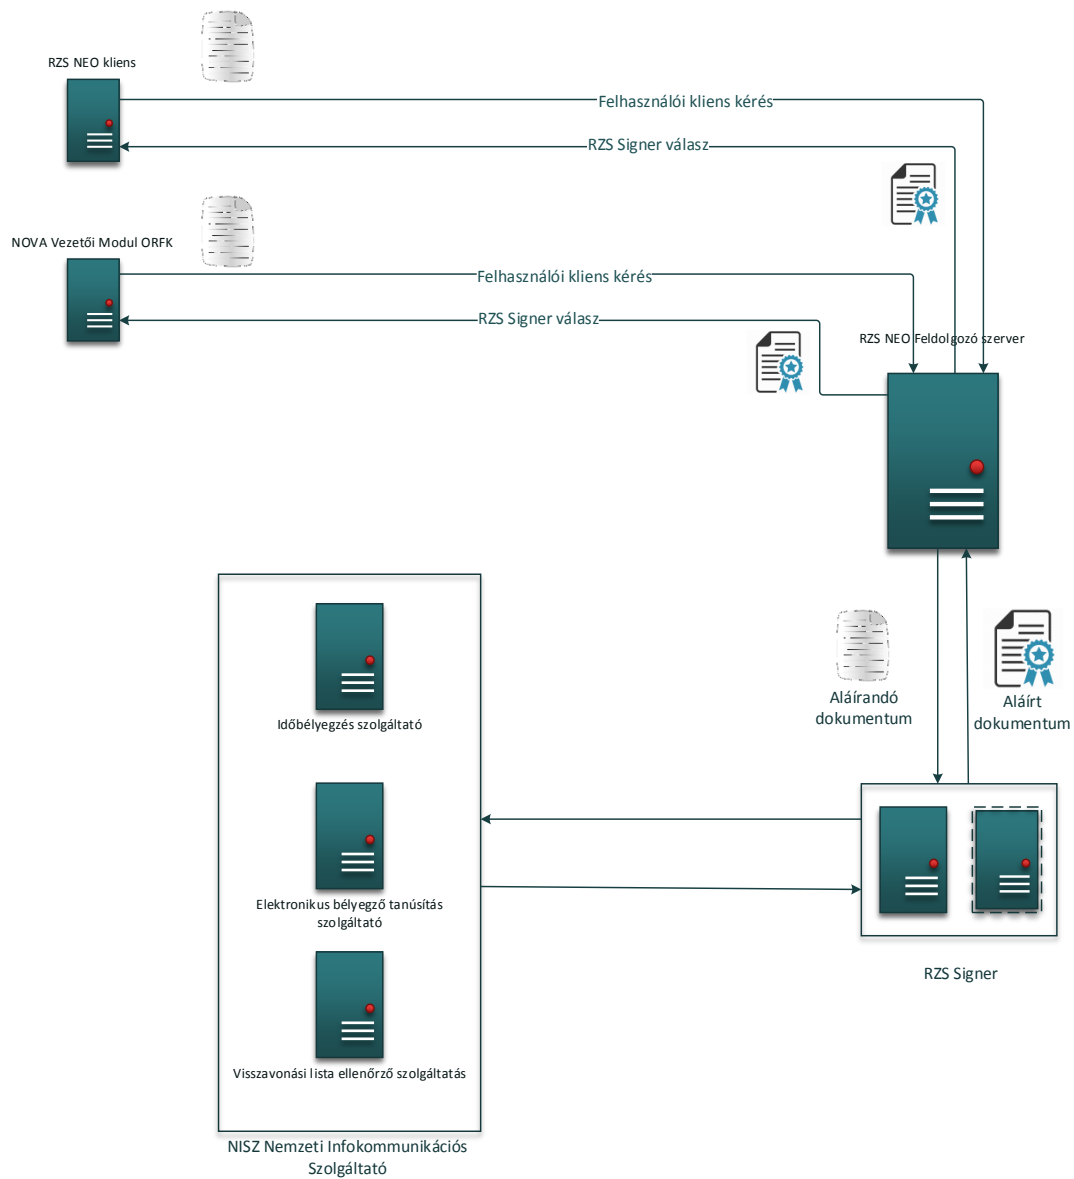 RZS NEO kliens
Felhasználói kliens kérés
RZS Signer válasz
NOVA Vezetői Modul ORFK
Felhasználói kliens kérés
RZS Signer válasz
RZS NEO Feldolgozó szerver
Aláírandó
dokumentum
Aláírt
dokumentum
Időbélyegzés szolgáltató
Elektronikus bélyegző tanúsítás
szolgáltató
RZS Signer
Visszavonási lista ellenőrző szolgáltatás
NISZ Nemzeti Infokommunikációs
Szolgáltató